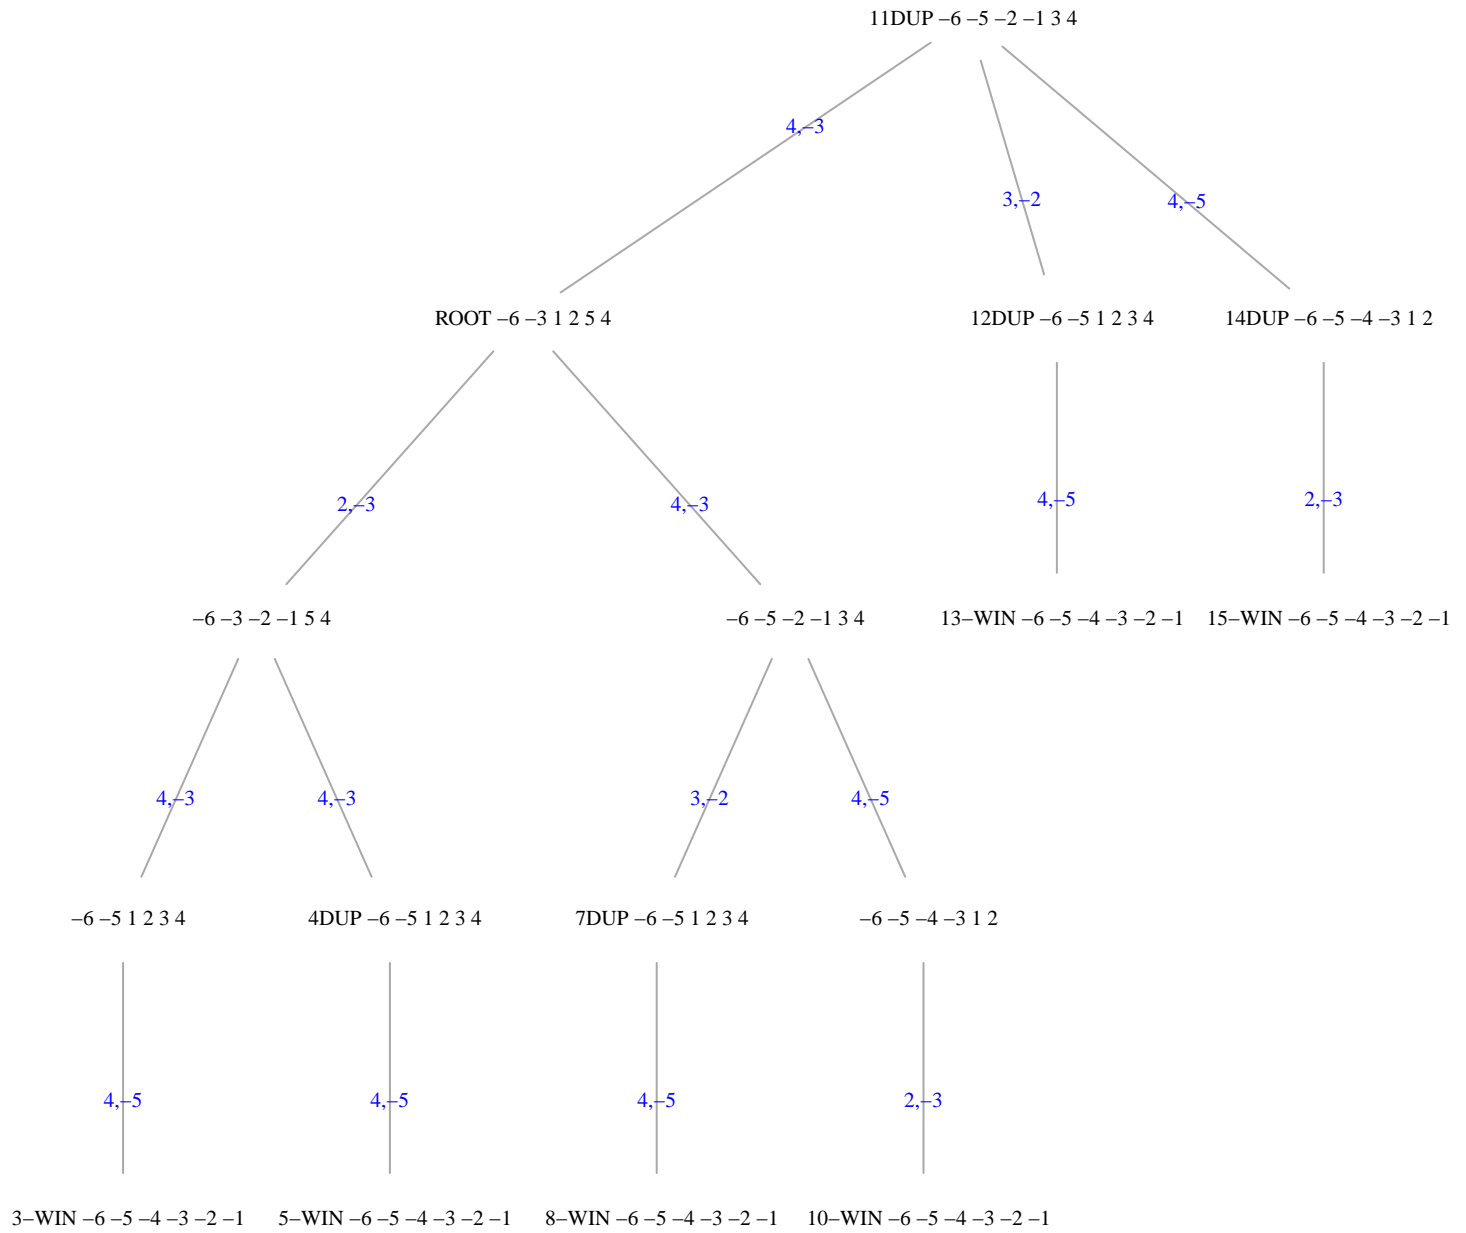 11DUP –6 –5 –2 –1 3 4
4,–3
3,–2
4,–5
ROOT –6 –3 1 2 5 4
12DUP –6 –5 1 2 3 4
14DUP –6 –5 –4 –3 1 2
2,–3
4,–3
4,–5
2,–3
–6 –3 –2 –1 5 4
–6 –5 –2 –1 3 4
13–WIN –6 –5 –4 –3 –2 –1
15–WIN –6 –5 –4 –3 –2 –1
4,–3
4,–3
3,–2
4,–5
–6 –5 1 2 3 4
4DUP –6 –5 1 2 3 4
7DUP –6 –5 1 2 3 4
–6 –5 –4 –3 1 2
4,–5
4,–5
4,–5
2,–3
3–WIN –6 –5 –4 –3 –2 –1
5–WIN –6 –5 –4 –3 –2 –1
8–WIN –6 –5 –4 –3 –2 –1
10–WIN –6 –5 –4 –3 –2 –1